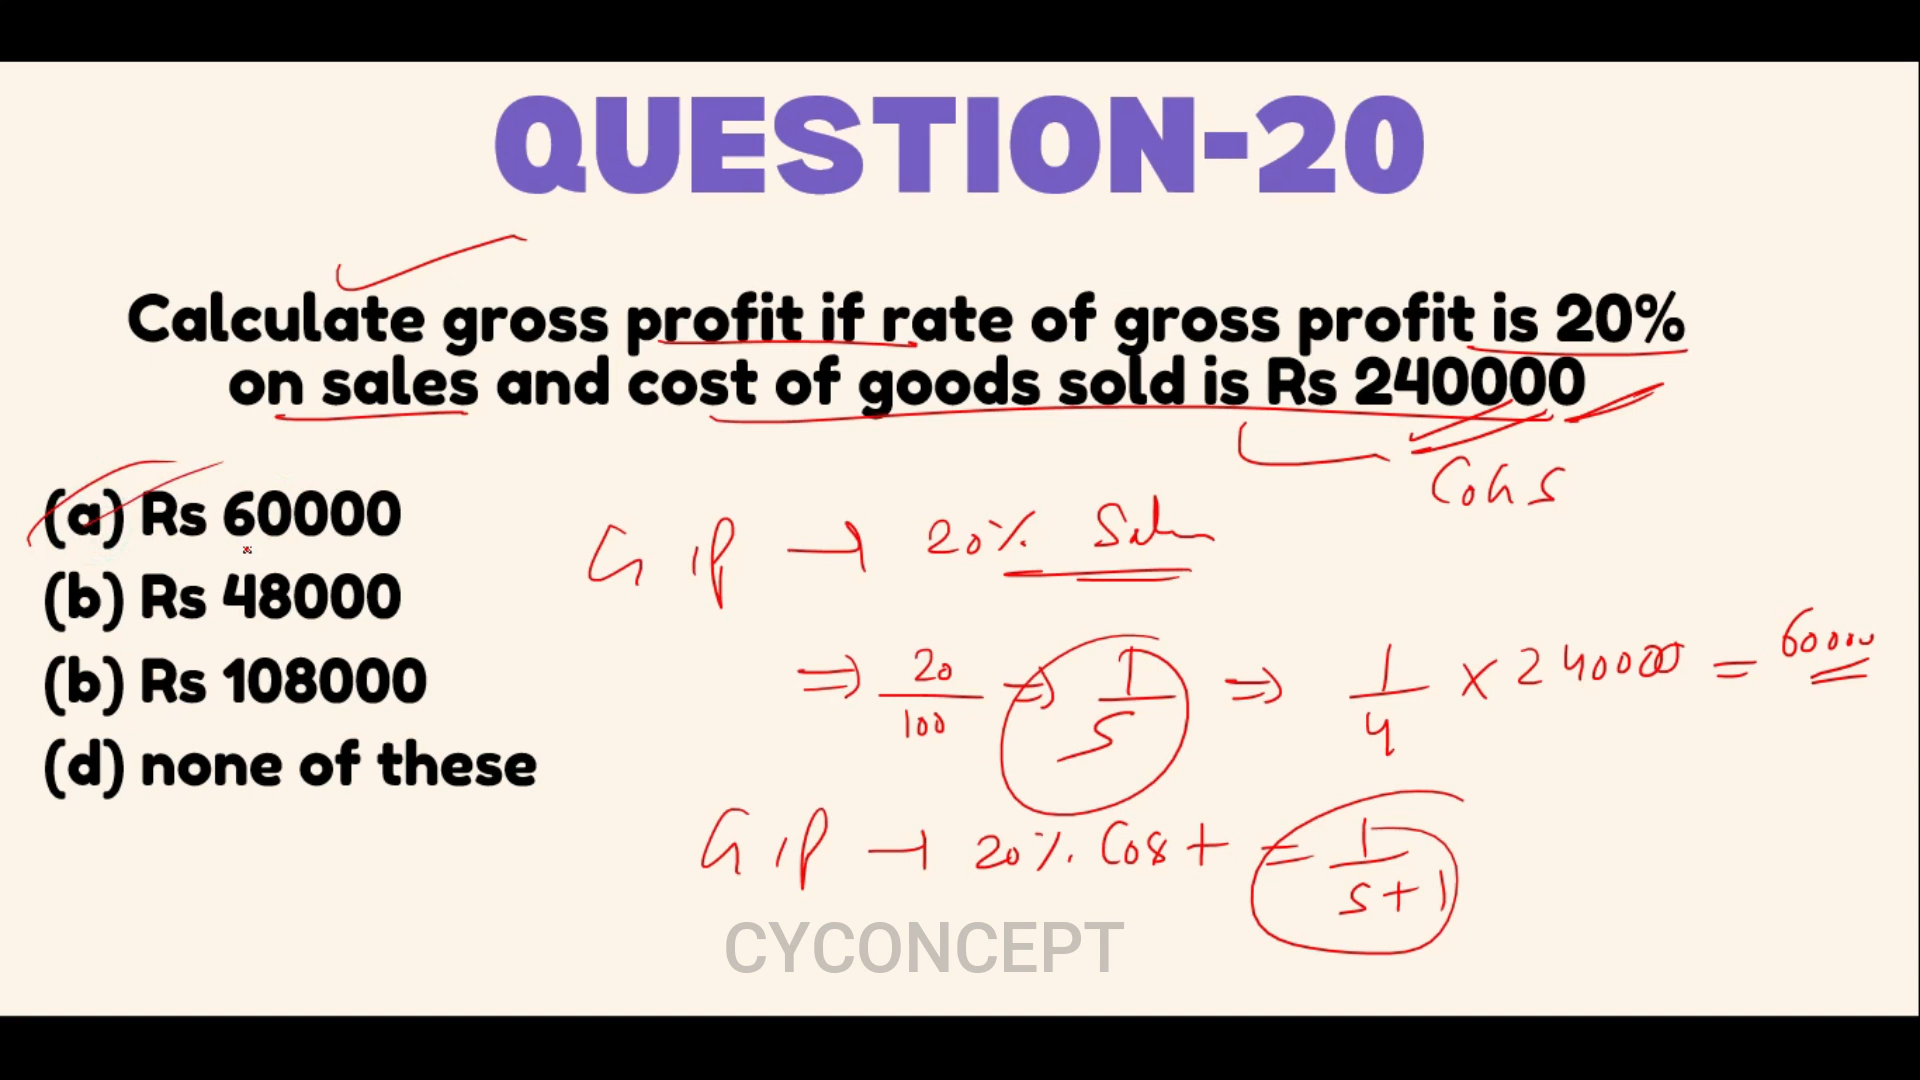 QUESTION-20
Calculate gross profit if rate of gross profit is 20%
on sales and cost of goods sold is Rs 240000
COGS
(a) Rs 60000
G/P → 20% Sales
(b) Rs 48000
(b) Rs 108000
⇒ 20/100 ⇒ 1/5 ⇒ 1/4 × 240000 = 60000
(d) none of these
G/P → 20% Cost = 1/5+1
CYCONCEPT